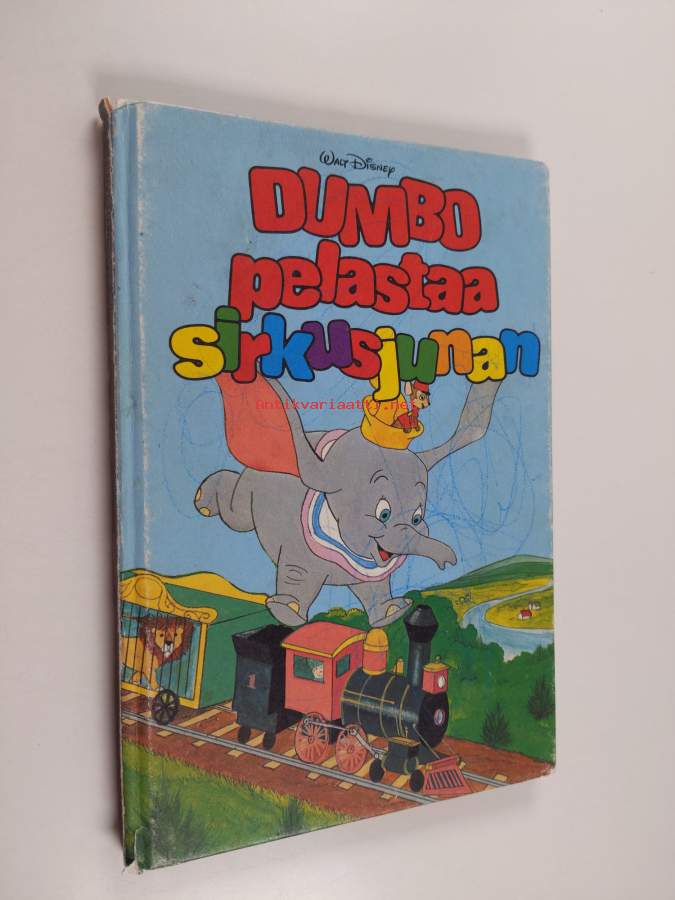 WALT DISNEY
DUMBO
pelastaa
sirkusjunan
Antikvariaatti.net
1